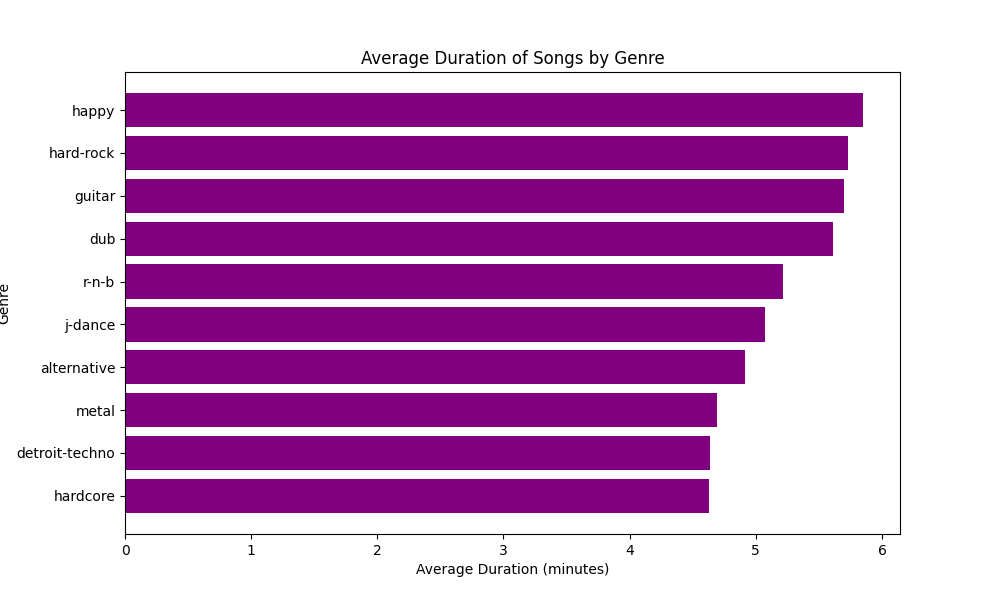 Average Duration of Songs by Genre
happy
hard-rock
guitar
dub
r-n-b
j-dance
alternative
metal
detroit-techno
hardcore
Genre
0 1 2 3 4 5 6
Average Duration (minutes)